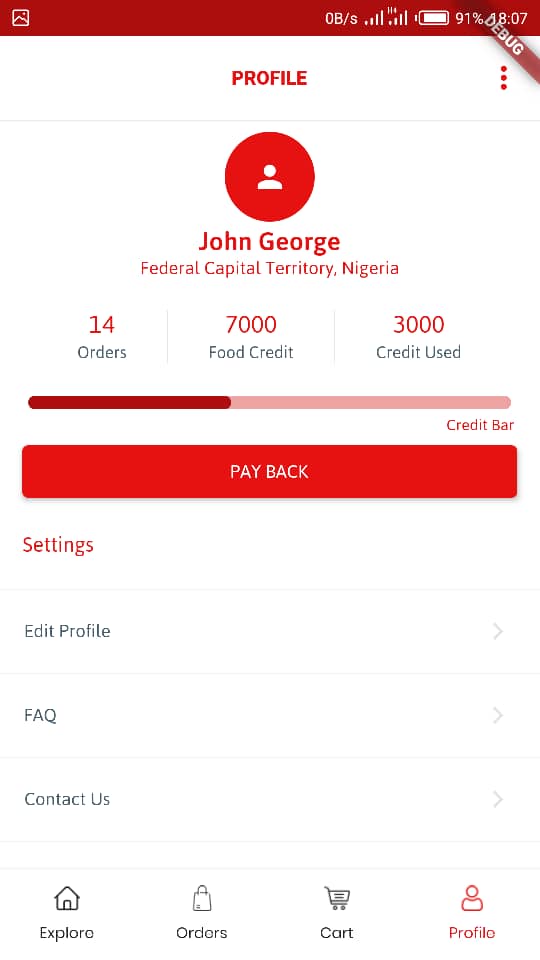 0B/s H+ 91% 18:07
DEBUG
PROFILE
John George
Federal Capital Territory, Nigeria
14 7000 3000
Orders Food Credit Credit Used
Credit Bar
PAY BACK
Settings
Edit Profile
FAQ
Contact Us
Explore Orders Cart Profile